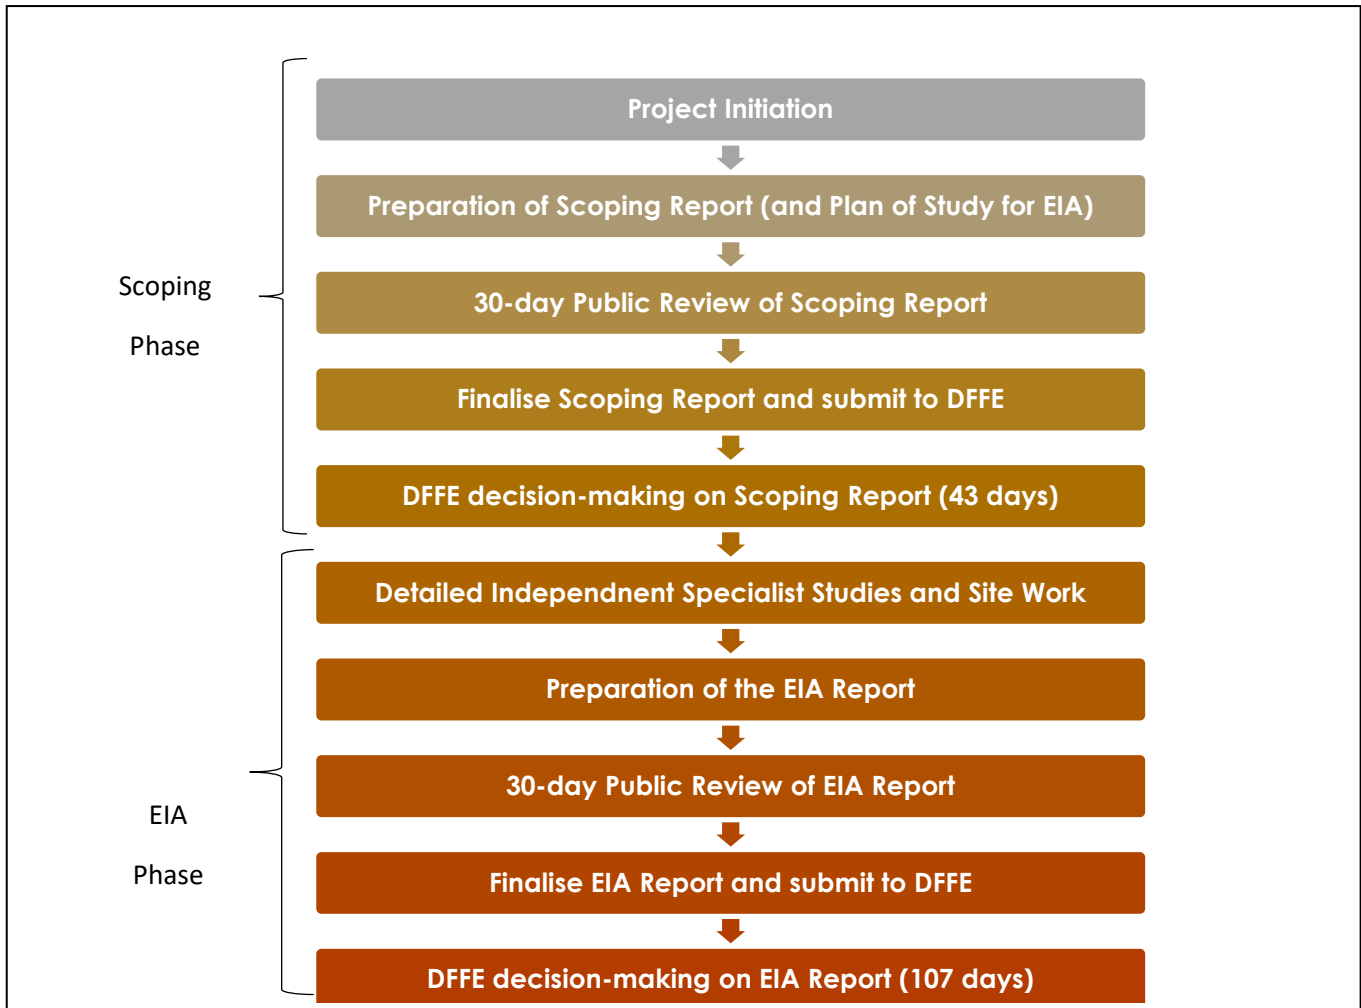 Project Initiation
Preparation of Scoping Report (and Plan of Study for EIA)
30-day Public Review of Scoping Report
Finalise Scoping Report and submit to DFFE
DFFE decision-making on Scoping Report (43 days)
Scoping
Phase
Detailed Independnent Specialist Studies and Site Work
Preparation of the EIA Report
30-day Public Review of EIA Report
Finalise EIA Report and submit to DFFE
DFFE decision-making on EIA Report (107 days)
EIA
Phase